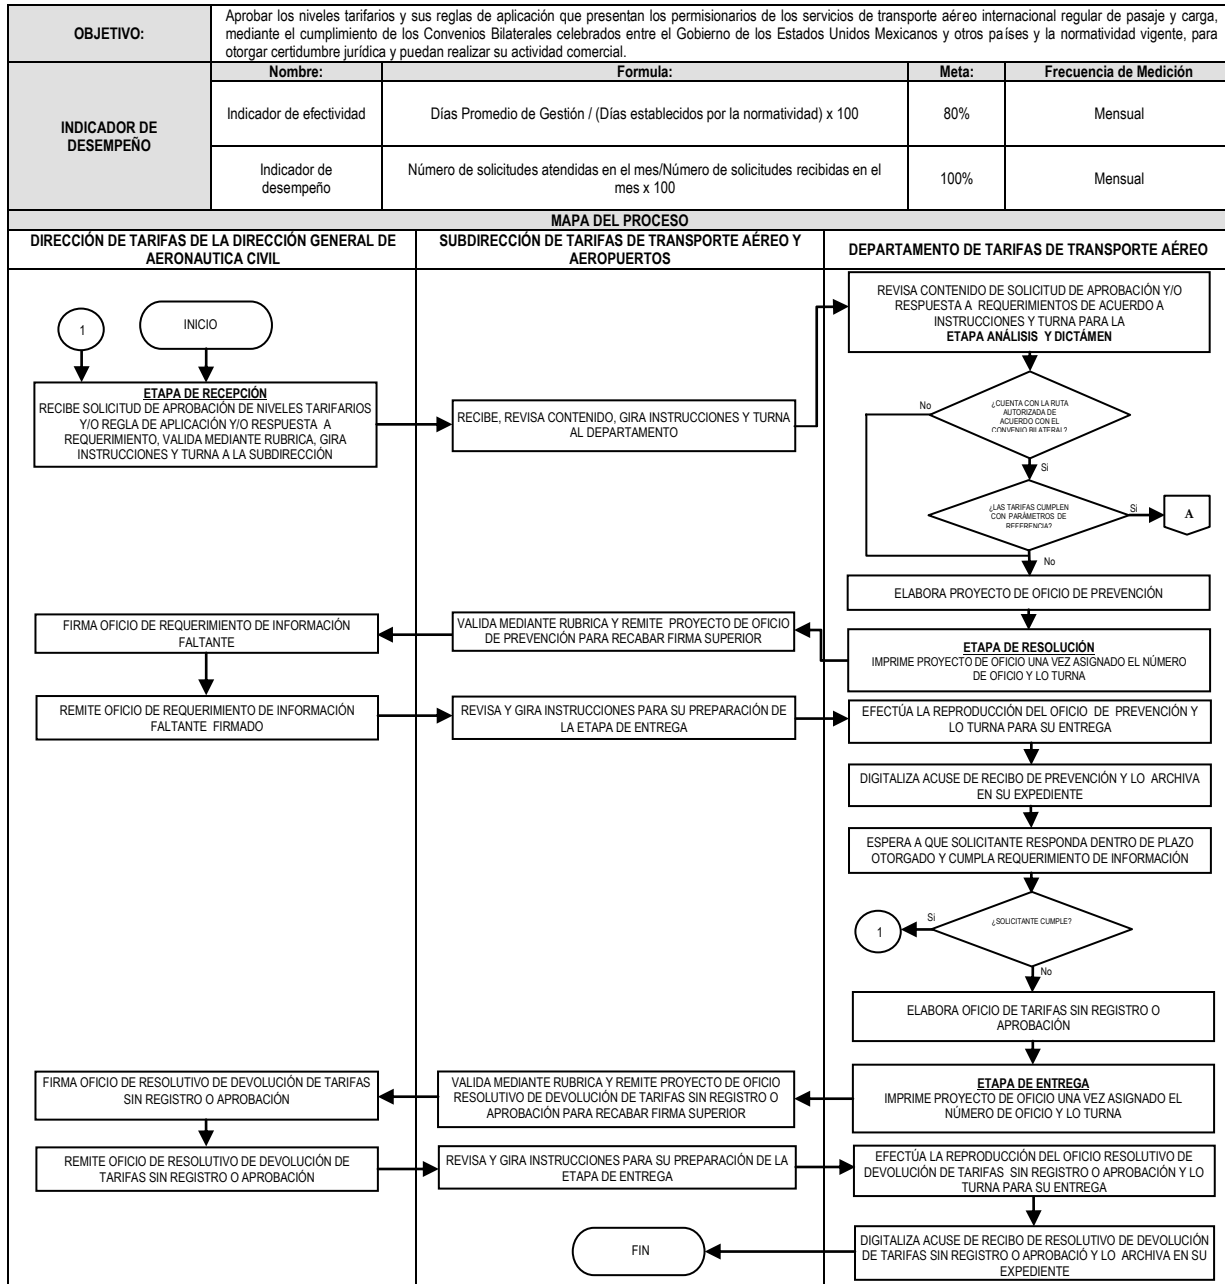 OBJETIVO:
Aprobar los niveles tarifarios y sus reglas de aplicación que presentan los permisionarios de los servicios de transporte aéreo internacional regular de pasaje y carga,
mediante el cumplimiento de los Convenios Bilaterales celebrados entre el Gobierno de los Estados Unidos Mexicanos y otros países y la normatividad vigente, para
otorgar certidumbre jurídica y puedan realizar su actividad comercial.
INDICADOR DE
DESEMPEÑO
Nombre:
Formula:
Meta:
Frecuencia de Medición
Indicador de efectividad
Días Promedio de Gestión / (Días establecidos por la normatividad) x 100
80%
Mensual
Indicador de
desempeño
Número de solicitudes atendidas en el mes/Número de solicitudes recibidas en el
mes x 100
100%
Mensual
MAPA DEL PROCESO
DIRECCIÓN DE TARIFAS DE LA DIRECCIÓN GENERAL DE
AERONAUTICA CIVIL
SUBDIRECCIÓN DE TARIFAS DE TRANSPORTE AÉREO Y
AEROPUERTOS
DEPARTAMENTO DE TARIFAS DE TRANSPORTE AÉREO
1
INICIO
ETAPA DE RECEPCIÓN
RECIBE SOLICITUD DE APROBACIÓN DE NIVELES TARIFARIOS
Y/O REGLA DE APLICACIÓN Y/O RESPUESTA A
REQUERIMIENTO, VALIDA MEDIANTE RUBRICA, GIRA
INSTRUCCIONES Y TURNA A LA SUBDIRECCIÓN
RECIBE, REVISA CONTENIDO, GIRA INSTRUCCIONES Y TURNA
AL DEPARTAMENTO
REVISA CONTENIDO DE SOLICITUD DE APROBACIÓN Y/O
RESPUESTA A REQUERIMIENTOS DE ACUERDO A
INSTRUCCIONES Y TURNA PARA LA
ETAPA ANÁLISIS Y DICTÁMEN
No
¿CUENTA CON LA RUTA
AUTORIZADA DE
ACUERDO CON EL
CONVENIO BILATERAL?
Si
¿LAS TARIFAS CUMPLEN
CON PARÁMETROS DE
REFERENCIA?
Si
A
No
ELABORA PROYECTO DE OFICIO DE PREVENCIÓN
FIRMA OFICIO DE REQUERIMIENTO DE INFORMACIÓN
FALTANTE
VALIDA MEDIANTE RUBRICA Y REMITE PROYECTO DE OFICIO
DE PREVENCIÓN PARA RECABAR FIRMA SUPERIOR
ETAPA DE RESOLUCIÓN
IMPRIME PROYECTO DE OFICIO UNA VEZ ASIGNADO EL NÚMERO
DE OFICIO Y LO TURNA
REMITE OFICIO DE REQUERIMIENTO DE INFORMACIÓN
FALTANTE FIRMADO
REVISA Y GIRA INSTRUCCIONES PARA SU PREPARACIÓN DE
LA ETAPA DE ENTREGA
EFECTÚA LA REPRODUCCIÓN DEL OFICIO DE PREVENCIÓN Y
LO TURNA PARA SU ENTREGA
DIGITALIZA ACUSE DE RECIBO DE PREVENCIÓN Y LO ARCHIVA
EN SU EXPEDIENTE
ESPERA A QUE SOLICITANTE RESPONDA DENTRO DE PLAZO
OTORGADO Y CUMPLA REQUERIMIENTO DE INFORMACIÓN
1
Si
¿SOLICITANTE CUMPLE?
No
ELABORA OFICIO DE TARIFAS SIN REGISTRO O
APROBACIÓN
FIRMA OFICIO DE RESOLUTIVO DE DEVOLUCIÓN DE TARIFAS
SIN REGISTRO O APROBACIÓN
VALIDA MEDIANTE RUBRICA Y REMITE PROYECTO DE OFICIO
RESOLUTIVO DE DEVOLUCIÓN DE TARIFAS SIN REGISTRO O
APROBACIÓN PARA RECABAR FIRMA SUPERIOR
ETAPA DE ENTREGA
IMPRIME PROYECTO DE OFICIO UNA VEZ ASIGNADO EL
NÚMERO DE OFICIO Y LO TURNA
REMITE OFICIO DE RESOLUTIVO DE DEVOLUCIÓN DE
TARIFAS SIN REGISTRO O APROBACIÓN
REVISA Y GIRA INSTRUCCIONES PARA SU PREPARACIÓN DE LA
ETAPA DE ENTREGA
EFECTÚA LA REPRODUCCIÓN DEL OFICIO RESOLUTIVO DE
DEVOLUCIÓN DE TARIFAS SIN REGISTRO O APROBACIÓN Y LO
TURNA PARA SU ENTREGA
FIN
DIGITALIZA ACUSE DE RECIBO DE RESOLUTIVO DE DEVOLUCIÓN
DE TARIFAS SIN REGISTRO O APROBACIÓ Y LO ARCHIVA EN SU
EXPEDIENTE